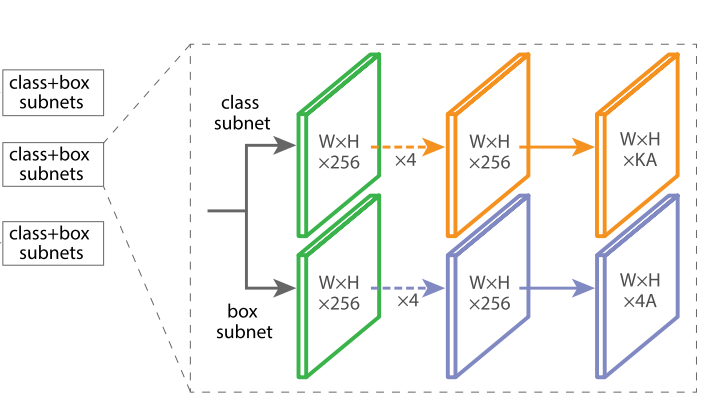 class+box
subnets
class+box
subnets
class+box
subnets
class
subnet
W×H
×256
×4
W×H
×256
W×H
×KA
box
subnet
W×H
×256
×4
W×H
×256
W×H
×4A